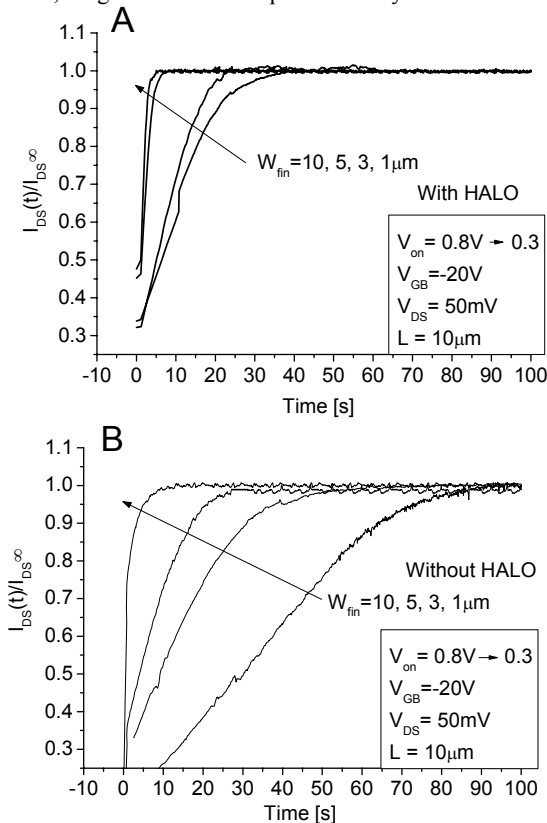 A
1.1
1.0
0.9
0.8
0.7
0.6
0.5
0.4
0.3
I_DS(t)/I_DS^∞
W_fin=10, 5, 3, 1μm
With HALO
V_on= 0.8V → 0.3
V_GB=-20V
V_DS= 50mV
L = 10μm
-10 0 10 20 30 40 50 60 70 80 90 100
Time [s]
B
1.1
1.0
0.9
0.8
0.7
0.6
0.5
0.4
0.3
I_DS(t)/I_DS^∞
Without HALO
W_fin=10, 5, 3, 1μm
V_on= 0.8V → 0.3
V_GB=-20V
V_DS= 50mV
L = 10μm
-10 0 10 20 30 40 50 60 70 80 90 100
Time [s]